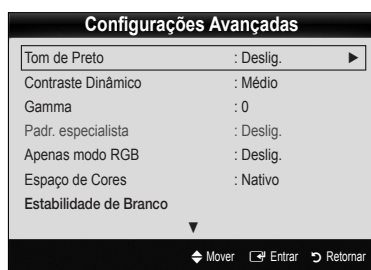 Configurações Avançadas
Tom de Preto : Deslig. ►
Contraste Dinâmico : Médio
Gamma : 0
Padr. especialista : Deslig.
Apenas modo RGB : Deslig.
Espaço de Cores : Nativo
Estabilidade de Branco
▼
Mover Entrar Retornar